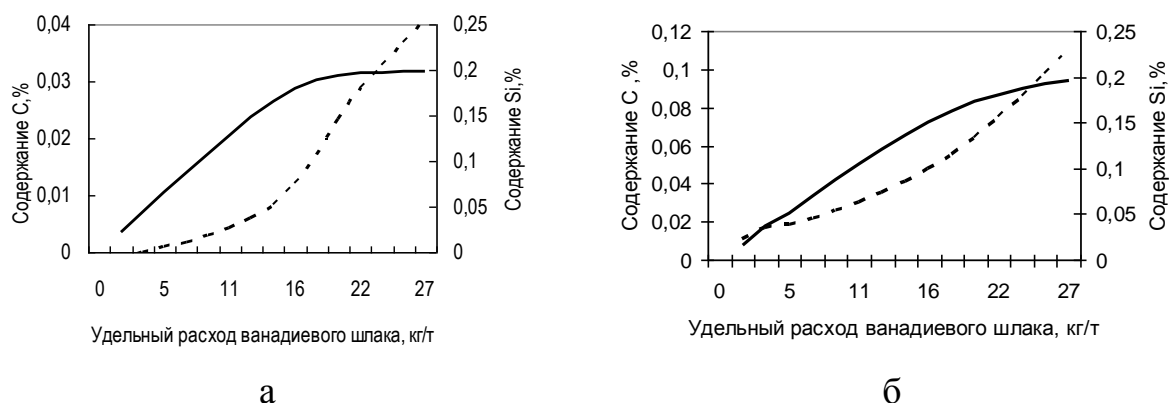 Содержание С,%
0,04
0,03
0,02
0,01
0
0,25
0,2
0,15
0,1
0,05
0
Содержание Si,%
0 5 11 16 22 27
Удельный расход ванадиевого шлака, кг/т
а
Содержание С ,%
0,12
0,1
0,08
0,06
0,04
0,02
0
0,25
0,2
0,15
0,1
0,05
0
Содержание Si,%
0 5 11 16 22 27
Удельный расход ванадиевого шлака, кг/т
б